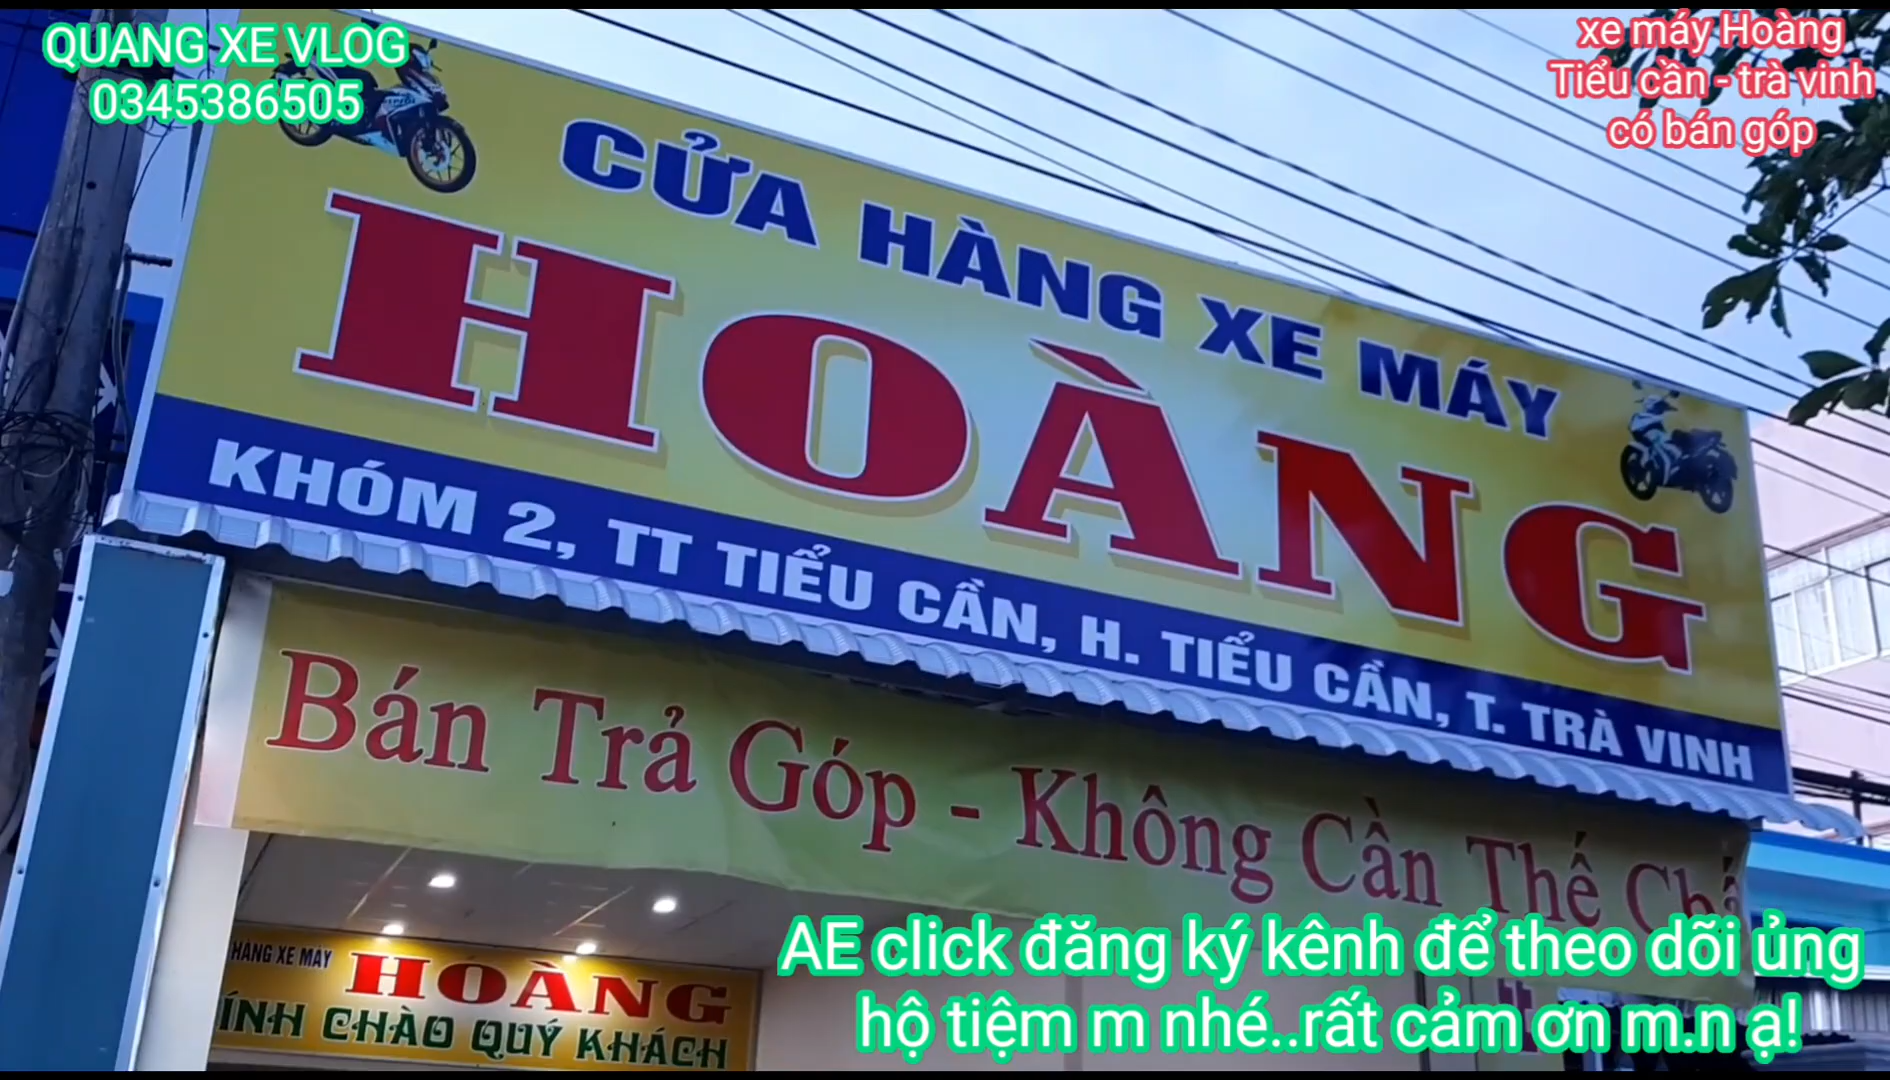 QUANG XE VLOG
0345386505
xe máy Hoàng
Tiểu cần - trà vinh
có bán góp
CỬA HÀNG XE MÁY
HOÀNG
KHÓM 2, TT TIỂU CẦN, H. TIỂU CẦN, T. TRÀ VINH
Bán Trả Góp - Không Cần Thế
HÀNG XE MÁY HOÀNG
ÍNH CHÀO QUÝ KHÁCH
AE click đăng ký kênh để theo dõi ủng
hộ tiệm m nhé..rất cảm ơn m.n ạ!